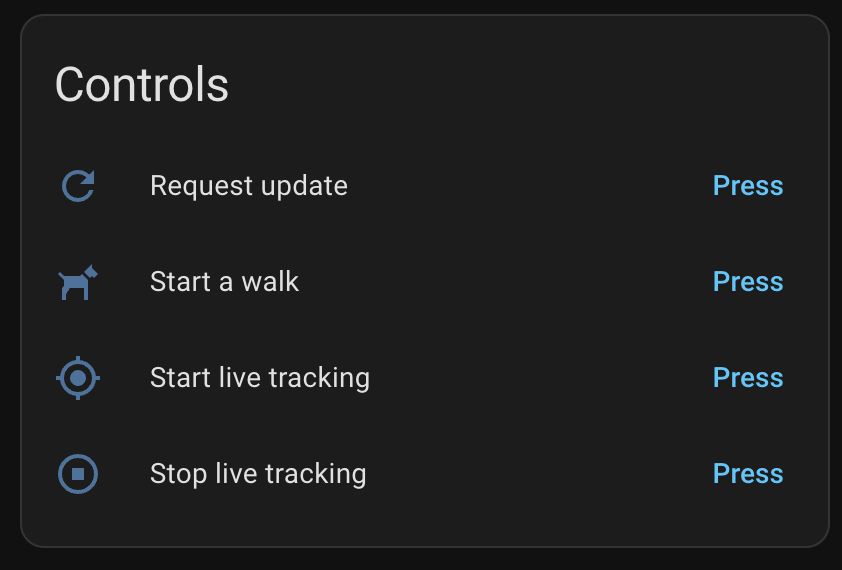 Controls
Request update Press
Start a walk Press
Start live tracking Press
Stop live tracking Press